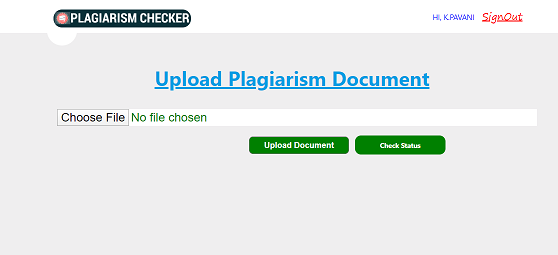 PLAGIARISM CHECKER
HI, K.PAVANI SignOut
Upload Plagiarism Document
Choose File No file chosen
Upload Document Check Status